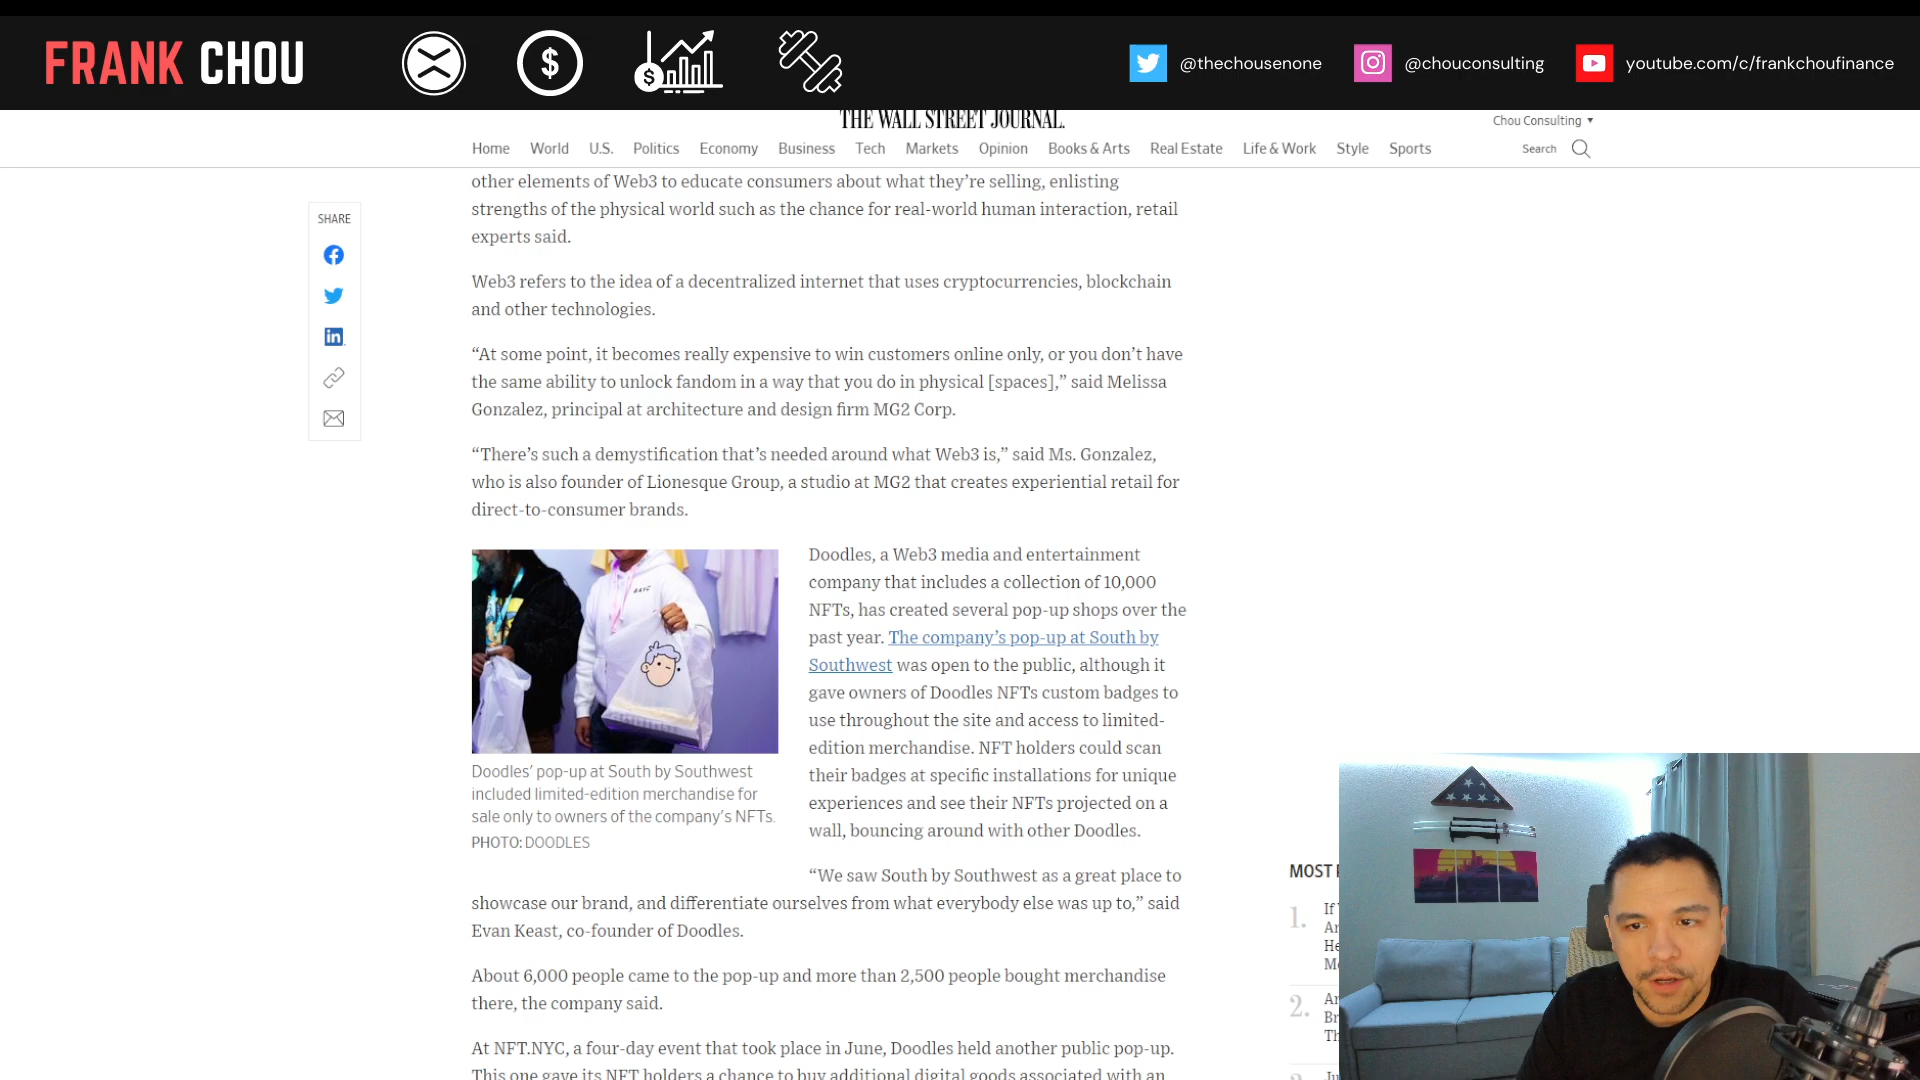 FRANK CHOU
$
$
@thechousenone
@chouconsulting
youtube.com/c/frankchoufinance
THE WALL STREET JOURNAL.
Chou Consulting ▾
Home World U.S. Politics Economy Business Tech Markets Opinion Books & Arts Real Estate Life & Work Style Sports
Search
SHARE
in
other elements of Web3 to educate consumers about what they’re selling, enlisting
strengths of the physical world such as the chance for real-world human interaction, retail
experts said.
Web3 refers to the idea of a decentralized internet that uses cryptocurrencies, blockchain
and other technologies.
“At some point, it becomes really expensive to win customers online only, or you don’t have
the same ability to unlock fandom in a way that you do in physical [spaces],” said Melissa
Gonzalez, principal at architecture and design firm MG2 Corp.
“There’s such a demystification that’s needed around what Web3 is,” said Ms. Gonzalez,
who is also founder of Lionesque Group, a studio at MG2 that creates experiential retail for
direct-to-consumer brands.
Doodles’ pop-up at South by Southwest
included limited-edition merchandise for
sale only to owners of the company’s NFTs.
PHOTO: DOODLES
Doodles, a Web3 media and entertainment
company that includes a collection of 10,000
NFTs, has created several pop-up shops over the
past year. The company’s pop-up at South by
Southwest was open to the public, although it
gave owners of Doodles NFTs custom badges to
use throughout the site and access to limited-
edition merchandise. NFT holders could scan
their badges at specific installations for unique
experiences and see their NFTs projected on a
wall, bouncing around with other Doodles.
“We saw South by Southwest as a great place to
showcase our brand, and differentiate ourselves from what everybody else was up to,” said
Evan Keast, co-founder of Doodles.
About 6,000 people came to the pop-up and more than 2,500 people bought merchandise
there, the company said.
At NFT.NYC, a four-day event that took place in June, Doodles held another public pop-up.
This one gave its NFT holders a chance to buy additional digital goods associated with an
MOST
1.
If
2.